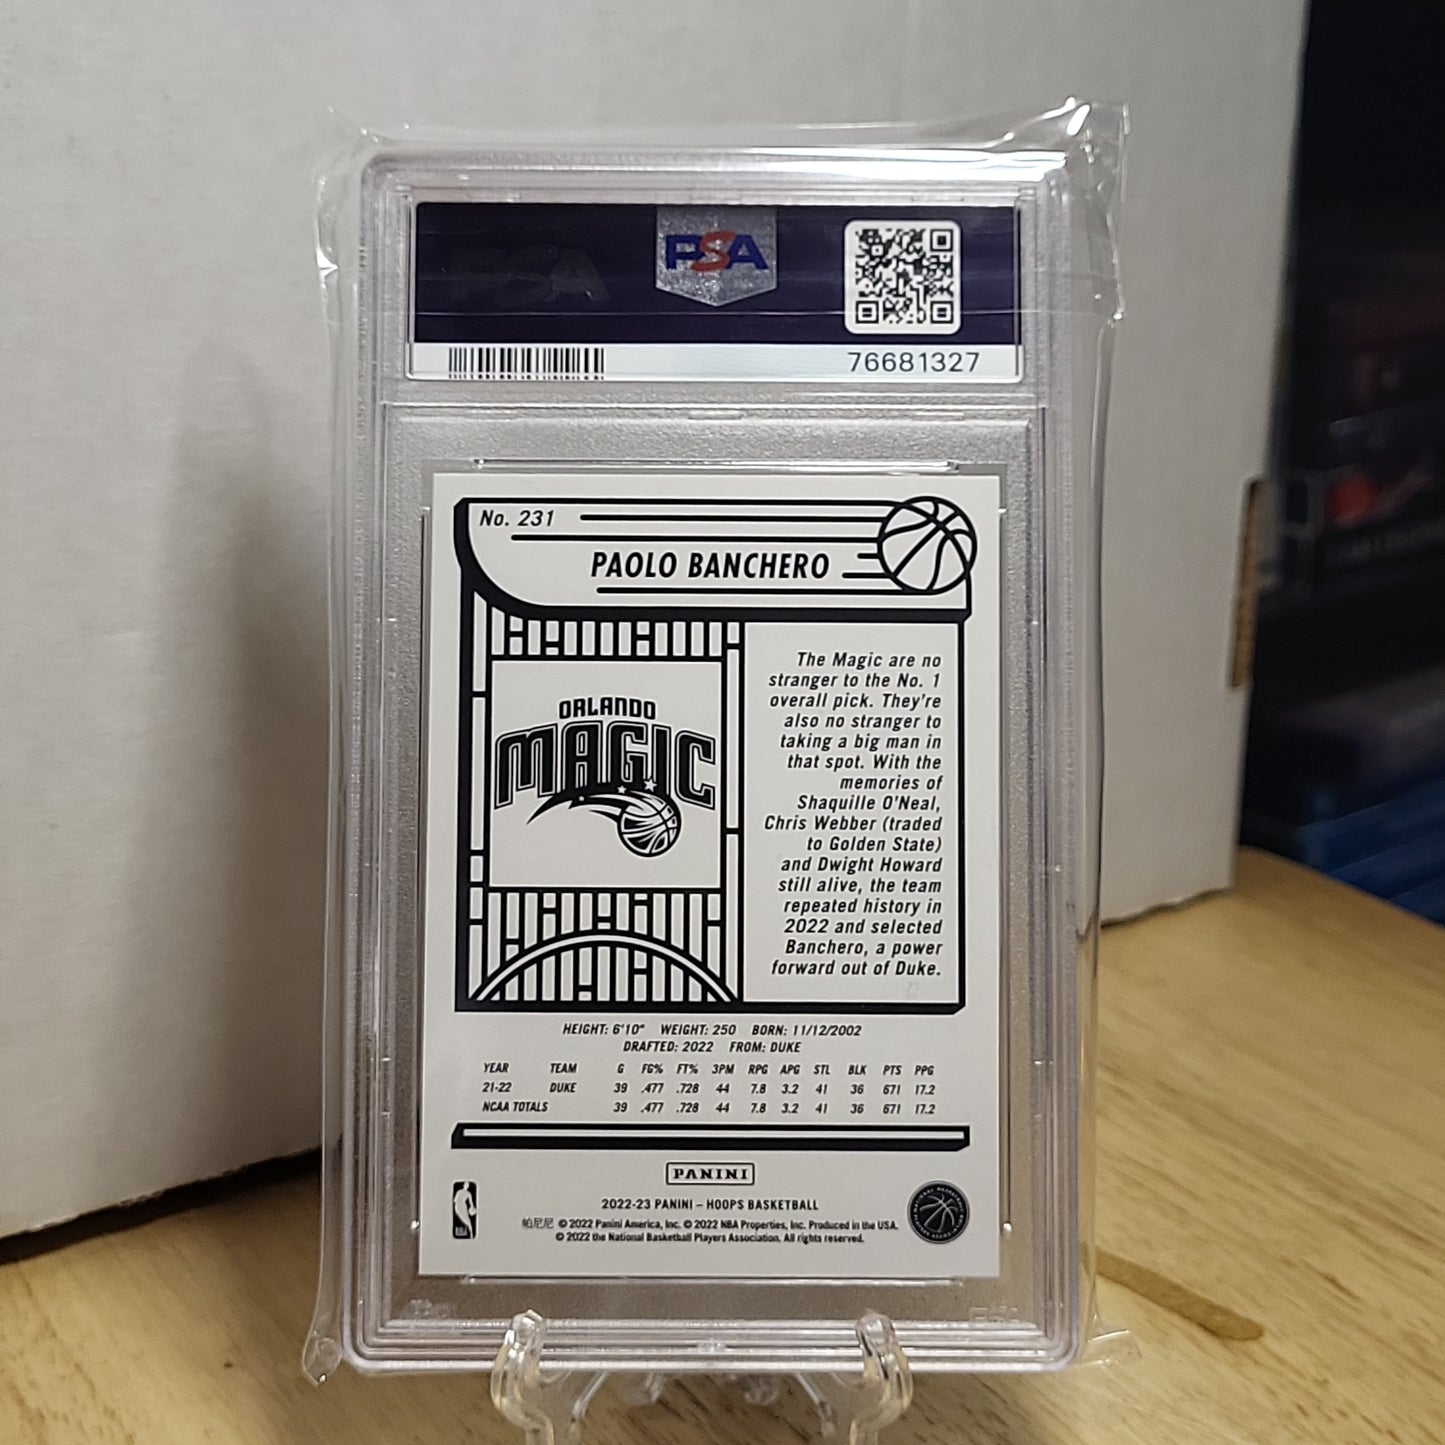 PSA
PSA
76681327
No. 231
PAOLO BANCHERO
ORLANDO
MAGIC
The Magic are no
stranger to the No. 1
overall pick. They're
also no stranger to
taking a big man in
that spot. With the
memories of
Shaquille O'Neal,
Chris Webber (traded
to Golden State)
and Dwight Howard
still alive, the team
repeated history in
2022 and selected
Banchero, a power
forward out of Duke.
HEIGHT: 6'10" WEIGHT: 250 BORN: 11/12/2002
DRAFTED: 2022 FROM: DUKE
YEAR TEAM G FG% FT% 3PM RPG APG STL BLK PTS PPG
21-22 DUKE 39 .477 .728 44 7.8 3.2 41 36 671 17.2
NCAA TOTALS 39 .477 .728 44 7.8 3.2 41 36 671 17.2
PANINI
2022-23 PANINI – HOOPS BASKETBALL
帕尼尼 © 2022 Panini America, Inc. © 2022 NBA Properties, Inc. Produced in the USA.
© 2022 the National Basketball Players Association. All rights reserved.